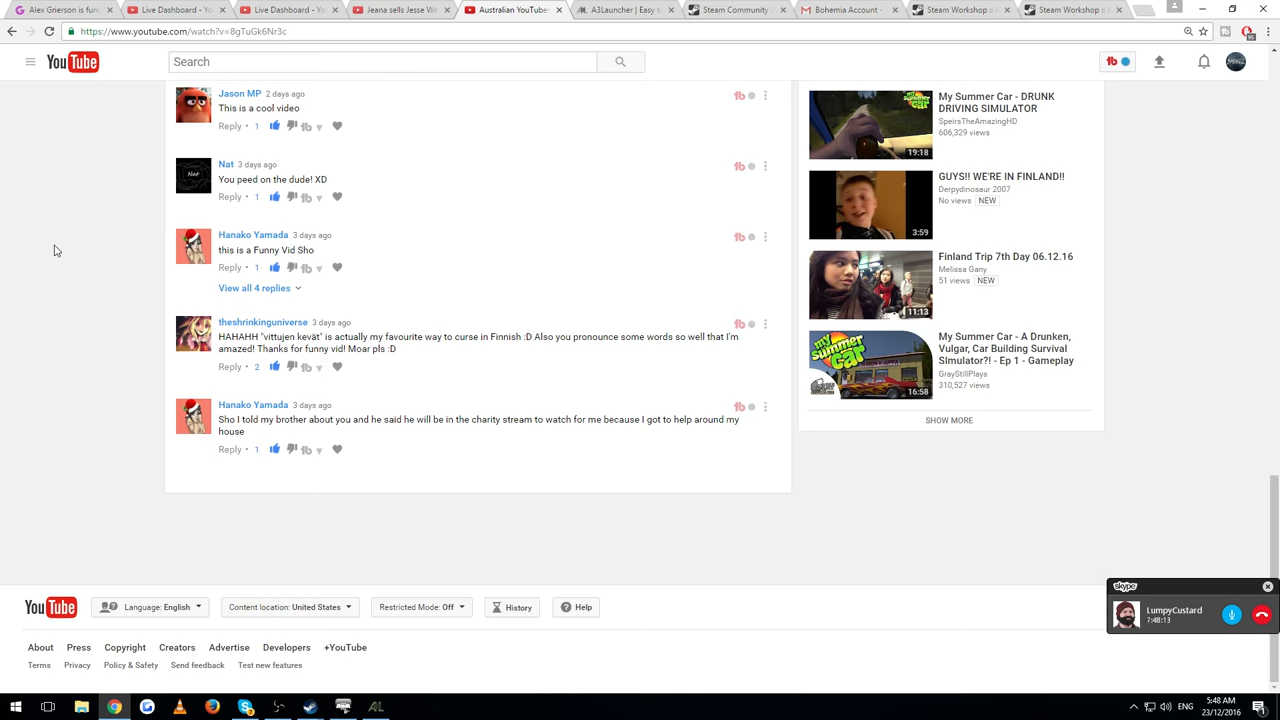 Alex Grierson is fund
Live Dashboard - You
Live Dashboard - You
Jeana sells Jesse We
Australian YouTube
A3Launcher | Easy t
Steam Community ::
Bohemia Account -
Steam Workshop ::
Steam Workshop ::
https://www.youtube.com/watch?v=8gTuGk6Nr3c
YouTube
Search
Jason MP 2 days ago
This is a cool video
Reply • 1
Nat 3 days ago
You peed on the dude! XD
Reply • 1
Hanako Yamada 3 days ago
this is a Funny Vid Sho
Reply • 1
View all 4 replies
theshrinkinguniverse 3 days ago
HAHAHH "vittujen kevät" is actually my favourite way to curse in Finnish :D Also you pronounce some words so well that I'm
amazed! Thanks for funny vid! Moar pls :D
Reply • 2
Hanako Yamada 3 days ago
Sho I told my brother about you and he said he will be in the charity stream to watch for me because I got to help around my
house
Reply • 1
My Summer Car - DRUNK
DRIVING SIMULATOR
SpeirsTheAmazingHD
606,329 views
19:18
GUYS!! WE'RE IN FINLAND!!
Derpydinosaur 2007
No views NEW
3:59
Finland Trip 7th Day 06.12.16
Melissa Gany
51 views NEW
11:13
My Summer Car - A Drunken,
Vulgar, Car Building Survival
SImulator?! - Ep 1 - Gameplay
GrayStillPlays
310,527 views
my summer car
16:58
SHOW MORE
skype
LumpyCustard
7:48:13
YouTube
Language: English
Content location: United States
Restricted Mode: Off
History
Help
About Press Copyright Creators Advertise Developers +YouTube
Terms Privacy Policy & Safety Send feedback Test new features
ENG
5:48 AM
23/12/2016